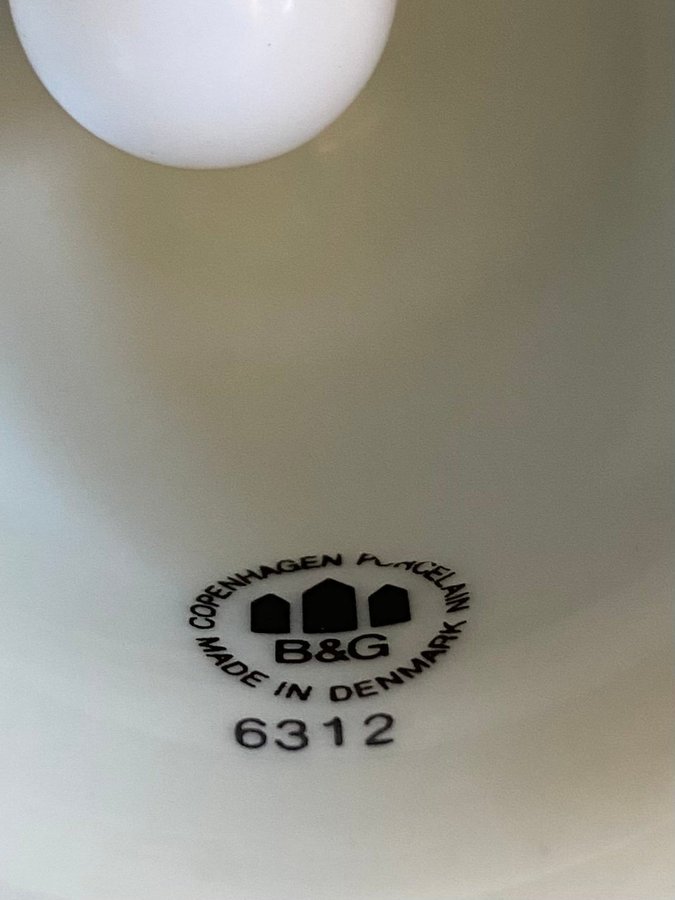 COPENHAGEN PORCELAIN
B&G
MADE IN DENMARK
6312